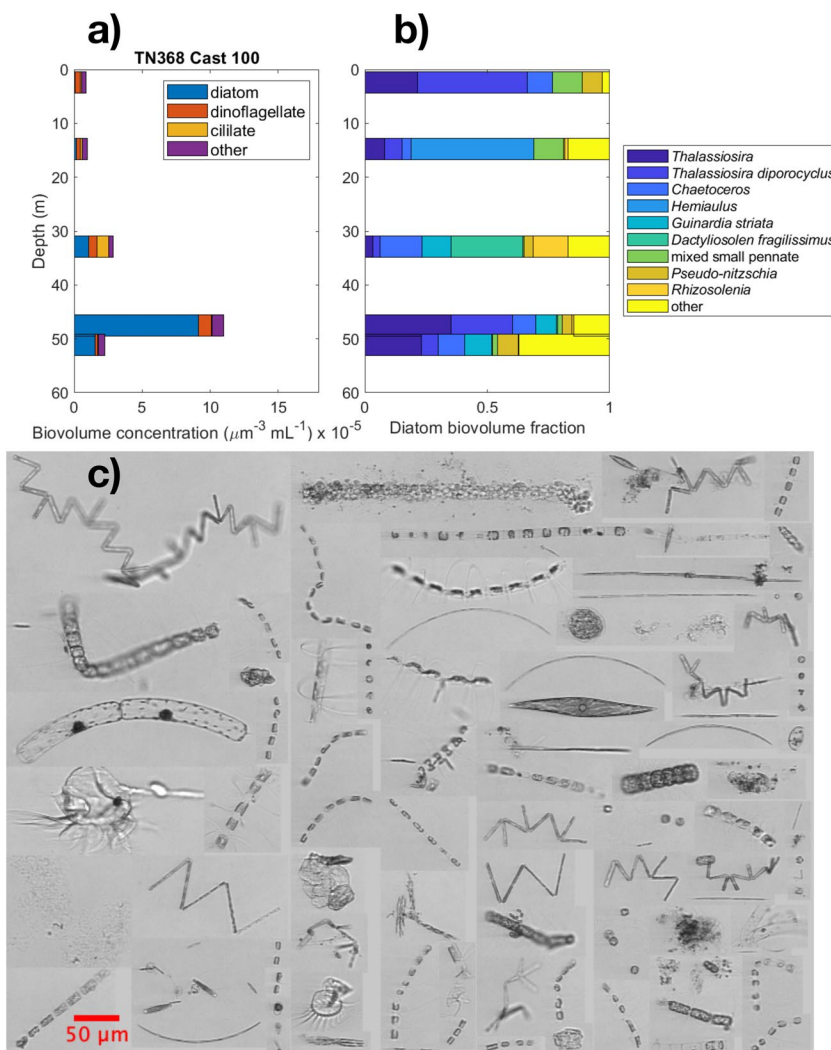 a)
TN368 Cast 100
0
10
20
30
40
50
60
Depth (m)
0 5 10 15
Biovolume concentration (μm⁻³ mL⁻¹) x 10⁻⁵
diatom
dinoflagellate
cililate
other
b)
0
10
20
30
40
50
60
0 0.5 1
Diatom biovolume fraction
Thalassiosira
Thalassiosira diporocyclus
Chaetoceros
Hemiaulus
Guinardia striata
Dactyliosolen fragilissimus
mixed small pennate
Pseudo-nitzschia
Rhizosolenia
other
c)
50 μm